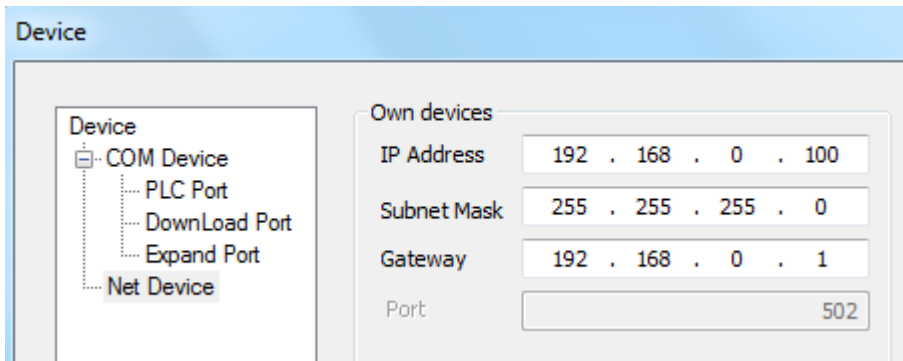 Device
Device
COM Device
PLC Port
DownLoad Port
Expand Port
Net Device
Own devices
IP Address 192 . 168 . 0 . 100
Subnet Mask 255 . 255 . 255 . 0
Gateway 192 . 168 . 0 . 1
Port 502